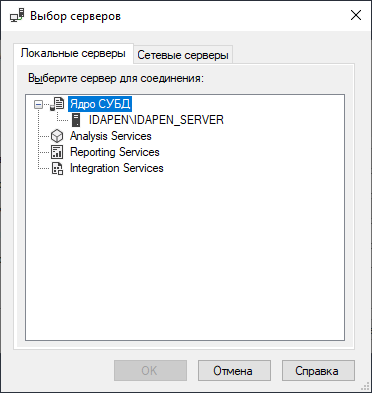 Выбор серверов
Локальные серверы
Сетевые серверы
Выберите сервер для соединения:
Ядро СУБД
IDAPEN\IDAPEN_SERVER
Analysis Services
Reporting Services
Integration Services
OK
Отмена
Справка